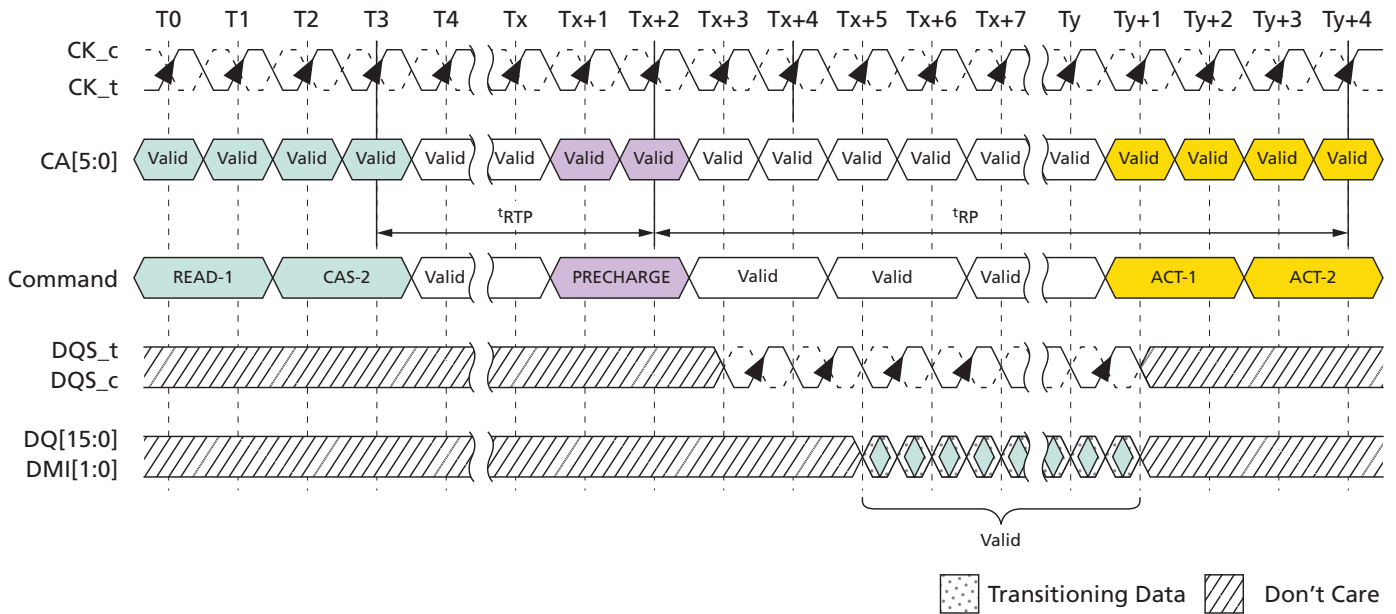 T0 T1 T2 T3 T4 Tx Tx+1 Tx+2 Tx+3 Tx+4 Tx+5 Tx+6 Tx+7 Ty Ty+1 Ty+2 Ty+3 Ty+4
CK_c
CK_t
CA[5:0] Valid Valid Valid Valid Valid Valid Valid Valid Valid Valid Valid Valid Valid Valid Valid Valid Valid Valid
tRTP tRP
Command READ-1 CAS-2 Valid PRECHARGE Valid Valid Valid ACT-1 ACT-2
DQS_t
DQS_c
DQ[15:0]
DMI[1:0]
Valid
Transitioning Data Don't Care